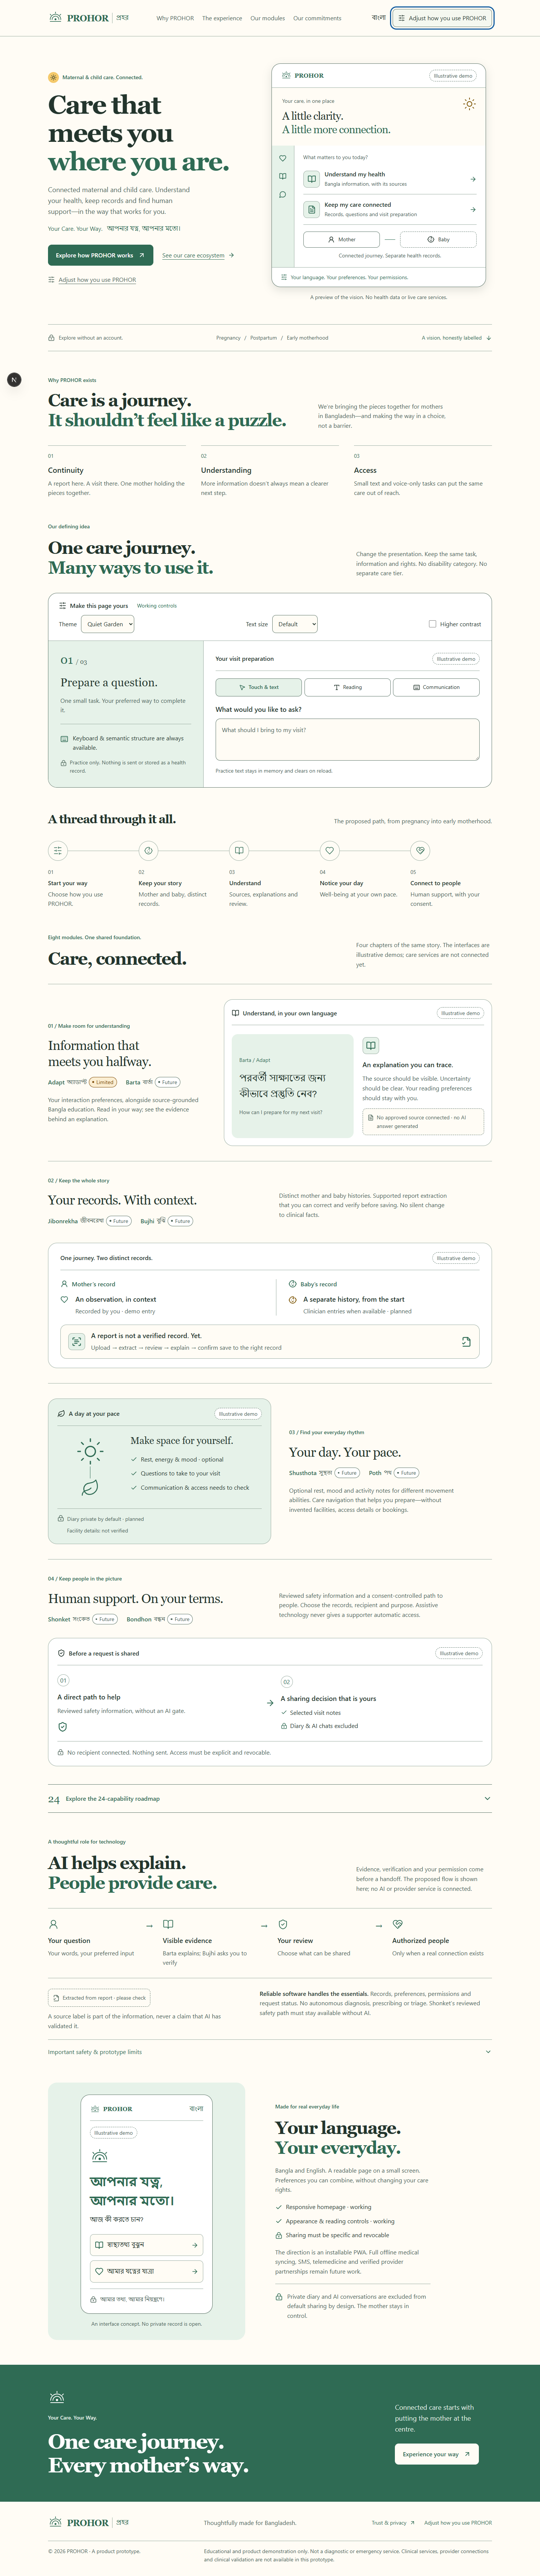 PROHOR | প্রহর
Why PROHOR
The experience
Our modules
Our commitments
বাংলা
Adjust how you use PROHOR
Maternal & child care. Connected.
Care that
meets you
where you are.
Connected maternal and child care. Understand
your health, keep records and find human
support—in the way that works for you.
Your Care. Your Way. আপনার যত্ন, আপনার মতো।
Explore how PROHOR works
See our care ecosystem
Adjust how you use PROHOR
PROHOR
Illustrative demo
Your care, in one place
A little clarity.
A little more connection.
What matters to you today?
Understand my health
Bangla information, with its sources
Keep my care connected
Records, questions and visit preparation
Mother
Baby
Connected journey. Separate health records.
Your language. Your preferences. Your permissions.
A preview of the vision. No health data or live care services.
Explore without an account.
Pregnancy / Postpartum / Early motherhood
A vision, honestly labelled
N
Why PROHOR exists
Care is a journey.
It shouldn't feel like a puzzle.
We're bringing the pieces together for mothers
in Bangladesh—and making the way in a choice,
not a barrier.
01
Continuity
A report here. A visit there. One mother holding the
pieces together.
02
Understanding
More information doesn't always mean a clearer
next step.
03
Access
Small text and voice-only tasks can put the same
care out of reach.
Our defining idea
One care journey.
Many ways to use it.
Change the presentation. Keep the same task,
information and rights. No disability category. No
separate care tier.
Make this page yours
Working controls
Theme
Quiet Garden
Text size
Default
Higher contrast
01 / 03
Prepare a question.
One small task. Your preferred way to complete
it.
Keyboard & semantic structure are always
available.
Practice only. Nothing is sent or stored as a health
record.
Your visit preparation
Illustrative demo
Touch & text
Reading
Communication
What would you like to ask?
What should I bring to my visit?
Practice text stays in memory and clears on reload.
A thread through it all.
The proposed path, from pregnancy into early motherhood.
01
Start your way
Choose how you use
PROHOR.
02
Keep your story
Mother and baby, distinct
records.
03
Understand
Sources, explanations and
review.
04
Notice your day
Well-being at your own pace.
05
Connect to people
Human support, with your
consent.
Eight modules. One shared foundation.
Care, connected.
Four chapters of the same story. The interfaces are
illustrative demos; care services are not connected
yet.
01 / Make room for understanding
Information that
meets you halfway.
Adapt অ্যাডাপ্ট • Limited Barta বার্তা • Future
Your interaction preferences, alongside source-grounded
Bangla education. Read in your way; see the evidence
behind an explanation.
Understand, in your own language
Illustrative demo
Barta / Adapt
পরবর্তী সাক্ষাতের জন্য
কীভাবে প্রস্তুতি নেব?
How can I prepare for my next visit?
An explanation you can trace.
The source should be visible. Uncertainty
should be clear. Your reading preferences
should stay with you.
No approved source connected · no AI
answer generated
02 / Keep the whole story
Your records. With context.
Jibonrekha জীবনরেখা • Future Bujhi বুঝি • Future
Distinct mother and baby histories. Supported report extraction
that you can correct and verify before saving. No silent change
to clinical facts.
One journey. Two distinct records.
Illustrative demo
Mother's record
An observation, in context
Recorded by you · demo entry
Baby's record
A separate history, from the start
Clinician entries when available · planned
A report is not a verified record. Yet.
Upload → extract → review → explain → confirm save to the right record
A day at your pace
Illustrative demo
Make space for yourself.
Rest, energy & mood · optional
Questions to take to your visit
Communication & access needs to check
Diary private by default · planned
Facility details not verified
03 / Find your everyday rhythm
Your day. Your pace.
Shusthota সুস্থতা • Future Poth পথ • Future
Optional rest, mood and activity notes for different movement
abilities. Care navigation that helps you prepare—without
invented facilities, access details or bookings.
04 / Keep people in the picture
Human support. On your terms.
Shonket সংকেত • Future Bondhon বন্ধন • Future
Reviewed safety information and a consent-controlled path to
people. Choose the records, recipient and purpose. Assistive
technology never gives a supporter automatic access.
Before a request is shared
Illustrative demo
01
A direct path to help
Reviewed safety information, without an AI gate.
02
A sharing decision that is yours
Selected visit notes
Diary & AI chats excluded
No recipient connected. Nothing sent. Access must be explicit and revocable.
24 Explore the 24-capability roadmap
A thoughtful role for technology
AI helps explain.
People provide care.
Evidence, verification and your permission come
before a handoff. The proposed flow is shown
here; no AI or provider service is connected.
Your question
Your words, your preferred input
Visible evidence
Barta explains; Bujhi asks you to
verify
Your review
Choose what can be shared
Authorized people
Only when a real connection exists
Extracted from report · please check
A source label is part of the information, never a claim that AI has
validated it.
Reliable software handles the essentials. Records, preferences, permissions and
request status. No autonomous diagnosis, prescribing or triage. Shonket's reviewed
safety path must stay available without AI.
Important safety & prototype limits
PROHOR
বাংলা
Illustrative demo
আপনার যত্ন,
আপনার মতো।
আজ কী করতে চান?
স্বাস্থ্যতথ্য বুঝুন
আমার যত্নের যাত্রা
আমার তথ্য, আমার নিয়ন্ত্রণে।
An interface concept. No private record is open.
Made for real everyday life
Your language.
Your everyday.
Bangla and English. A readable page on a small screen.
Preferences you can combine, without changing your care
rights.
Responsive homepage · working
Appearance & reading controls · working
Sharing must be specific and revocable
The direction is an installable PWA. Full offline medical
syncing, SMS, telemedicine and verified provider
partnerships remain future work.
Private diary and AI conversations are excluded from
default sharing by design. The mother stays in
control.
Your Care. Your Way.
One care journey.
Every mother's way.
Connected care starts with
putting the mother at the
centre.
Experience your way
PROHOR | প্রহর
Thoughtfully made for Bangladesh.
Trust & privacy
Adjust how you use PROHOR
© 2026 PROHOR · A product prototype.
Educational and product demonstration only. Not a diagnostic or emergency service. Clinical services, provider connections
and clinical validation are not available in this prototype.